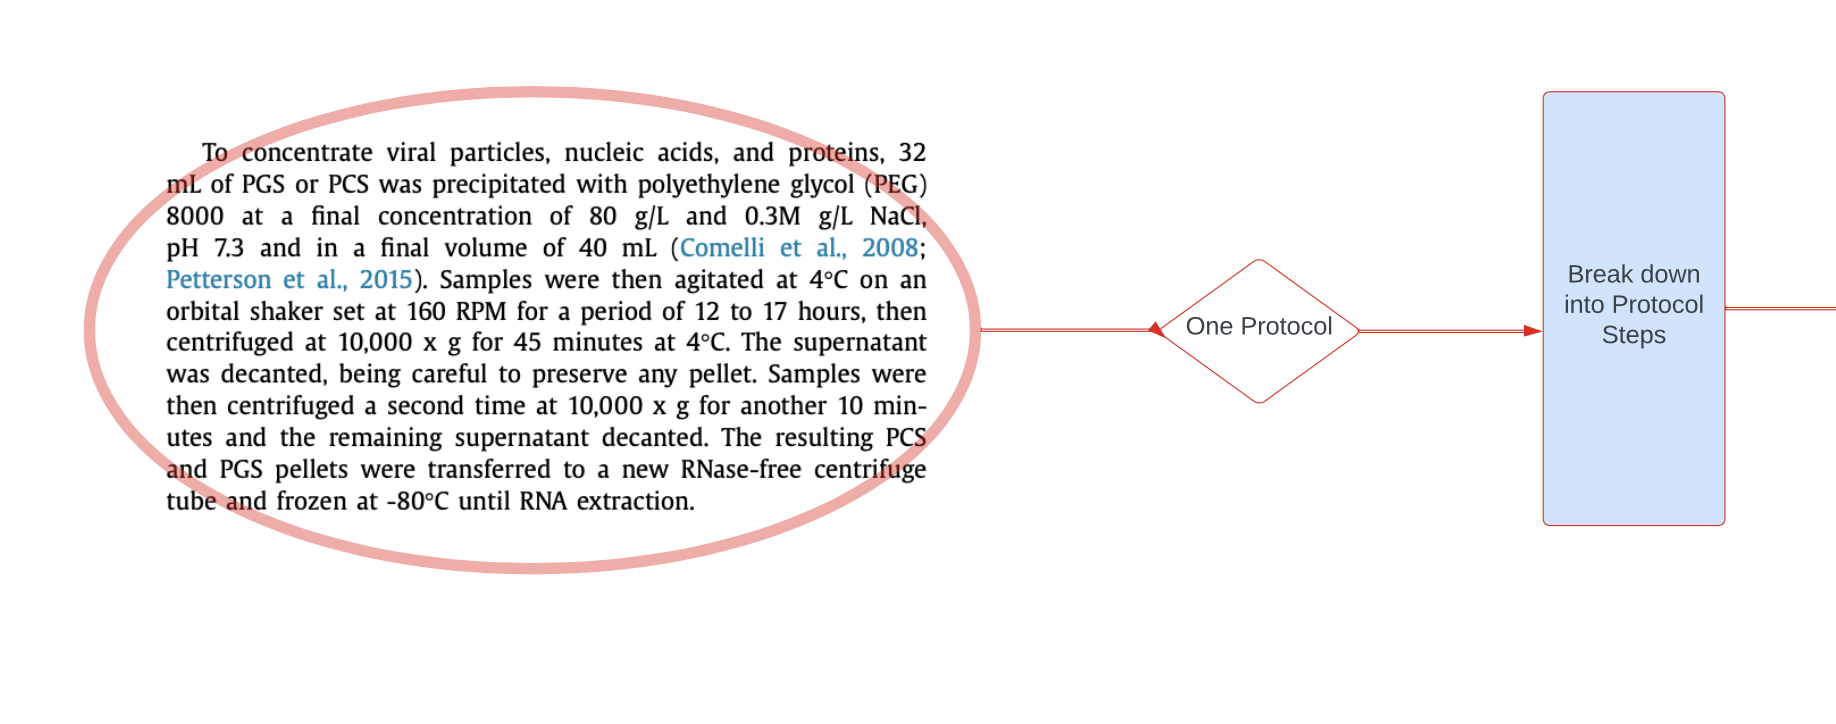 To concentrate viral particles, nucleic acids, and proteins, 32
mL of PGS or PCS was precipitated with polyethylene glycol (PEG)
8000 at a final concentration of 80 g/L and 0.3M g/L NaCl,
pH 7.3 and in a final volume of 40 mL (Comelli et al., 2008;
Petterson et al., 2015). Samples were then agitated at 4°C on an
orbital shaker set at 160 RPM for a period of 12 to 17 hours, then
centrifuged at 10,000 x g for 45 minutes at 4°C. The supernatant
was decanted, being careful to preserve any pellet. Samples were
then centrifuged a second time at 10,000 x g for another 10 min-
utes and the remaining supernatant decanted. The resulting PCS
and PGS pellets were transferred to a new RNase-free centrifuge
tube and frozen at -80°C until RNA extraction.
One Protocol
Break down
into Protocol
Steps